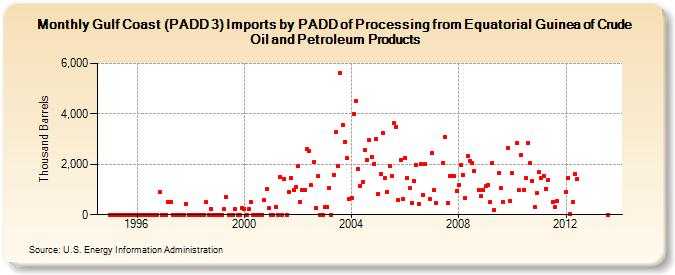 Monthly Gulf Coast (PADD 3) Imports by PADD of Processing from Equatorial Guinea of Crude
Oil and Petroleum Products
Thousand Barrels
6,000
4,000
2,000
0
1996
2000
2004
2008
2012
Source: U.S. Energy Information Administration